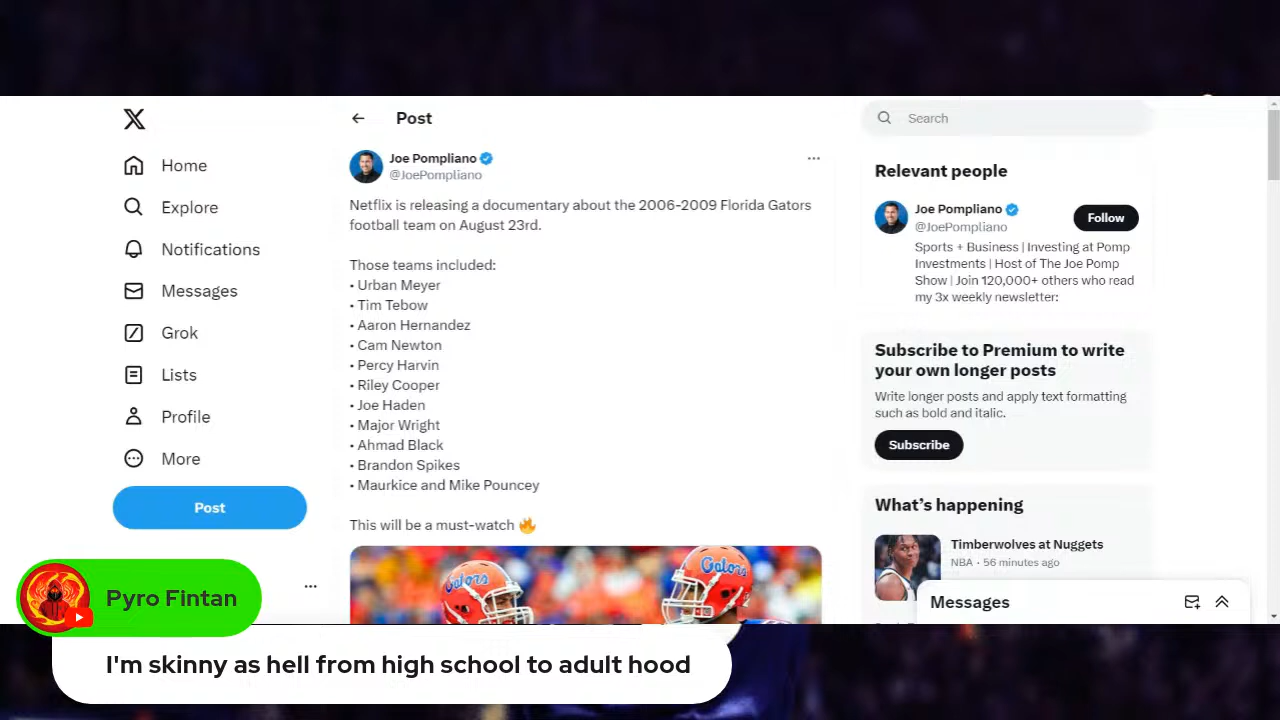 Home
Explore
Notifications
Messages
Grok
Lists
Profile
More
Post
Post
Joe Pompliano
@JoePompliano
Netflix is releasing a documentary about the 2006-2009 Florida Gators
football team on August 23rd.
Those teams included:
• Urban Meyer
• Tim Tebow
• Aaron Hernandez
• Cam Newton
• Percy Harvin
• Riley Cooper
• Joe Haden
• Major Wright
• Ahmad Black
• Brandon Spikes
• Maurkice and Mike Pouncey
This will be a must-watch 🔥
Gators
Gators
Search
Relevant people
Joe Pompliano
@JoePompliano
Follow
Sports + Business | Investing at Pomp
Investments | Host of The Joe Pomp
Show | Join 120,000+ others who read
my 3x weekly newsletter:
Subscribe to Premium to write
your own longer posts
Write longer posts and apply text formatting
such as bold and italic.
Subscribe
What's happening
Timberwolves at Nuggets
NBA · 56 minutes ago
Messages
Pyro Fintan
I'm skinny as hell from high school to adult hood